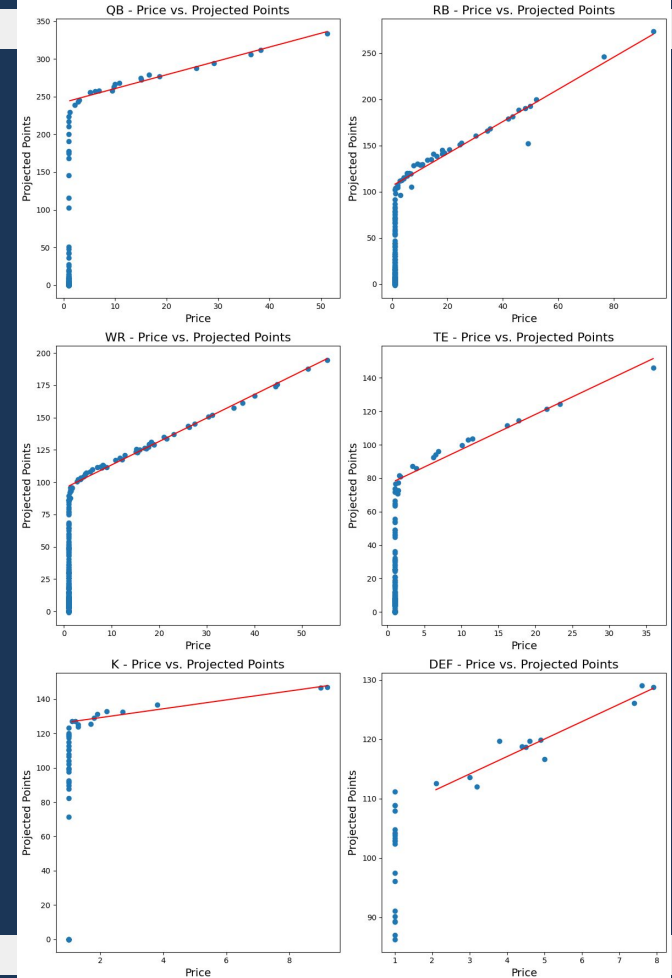 QB - Price vs. Projected Points
350
300
250
200
150
100
50
0
Projected Points
0 10 20 30 40 50
Price
RB - Price vs. Projected Points
250
200
150
100
50
0
Projected Points
0 20 40 60 80
Price
WR - Price vs. Projected Points
200
175
150
125
100
75
50
25
0
Projected Points
0 10 20 30 40 50
Price
TE - Price vs. Projected Points
140
120
100
80
60
40
20
0
Projected Points
0 5 10 15 20 25 30 35
Price
K - Price vs. Projected Points
140
120
100
80
60
40
20
0
Projected Points
2 4 6 8
Price
DEF - Price vs. Projected Points
130
120
110
100
90
Projected Points
1 2 3 4 5 6 7 8
Price